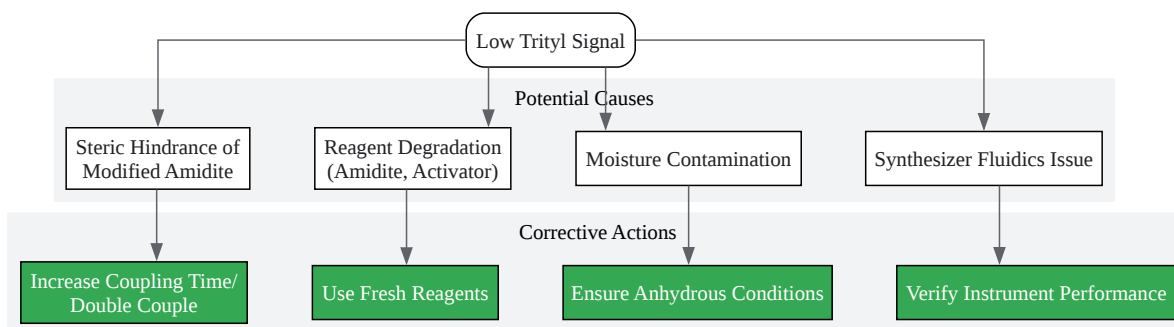 Low Trityl Signal
Potential Causes
Steric Hindrance of
Modified Amidite
Reagent Degradation
(Amidite, Activator)
Moisture Contamination
Synthesizer Fluidics Issue
Corrective Actions
Increase Coupling Time/
Double Couple
Use Fresh Reagents
Ensure Anhydrous Conditions
Verify Instrument Performance